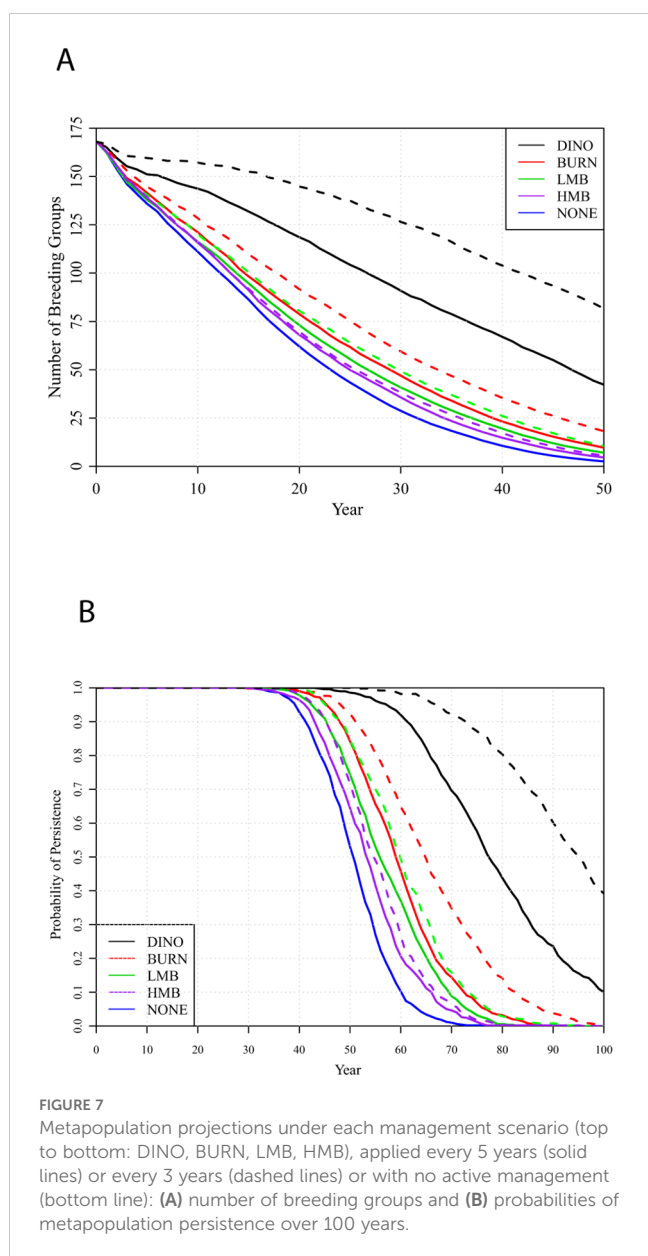 A
175
150
125
100
75
50
25
0
Number of Breeding Groups
DINO
BURN
LMB
HMB
NONE
0 10 20 30 40 50
Year
B
1.0
0.9
0.8
0.7
0.6
0.5
0.4
0.3
0.2
0.1
0.0
Probability of Persistence
DINO
BURN
LMB
HMB
NONE
0 10 20 30 40 50 60 70 80 90 100
Year
FIGURE 7
Metapopulation projections under each management scenario (top
to bottom: DINO, BURN, LMB, HMB), applied every 5 years (solid
lines) or every 3 years (dashed lines) or with no active management
(bottom line): (A) number of breeding groups and (B) probabilities of
metapopulation persistence over 100 years.